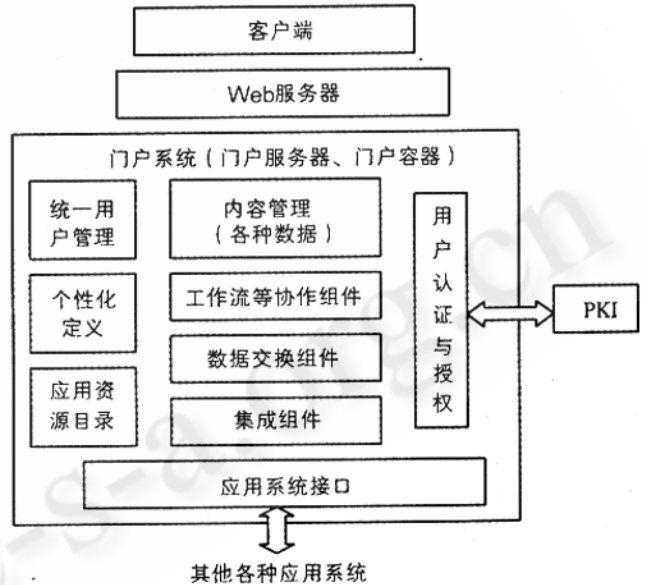 客户端
Web服务器
门户系统(门户服务器、门户容器)
统一用
户管理
内容管理
(各种数据)
个性化
定义
工作流等协作组件
数据交换组件
应用资
源目录
集成组件
用
户
认
证
与
授
权
PKI
应用系统接口
其他各种应用系统
-s-a.org.cn